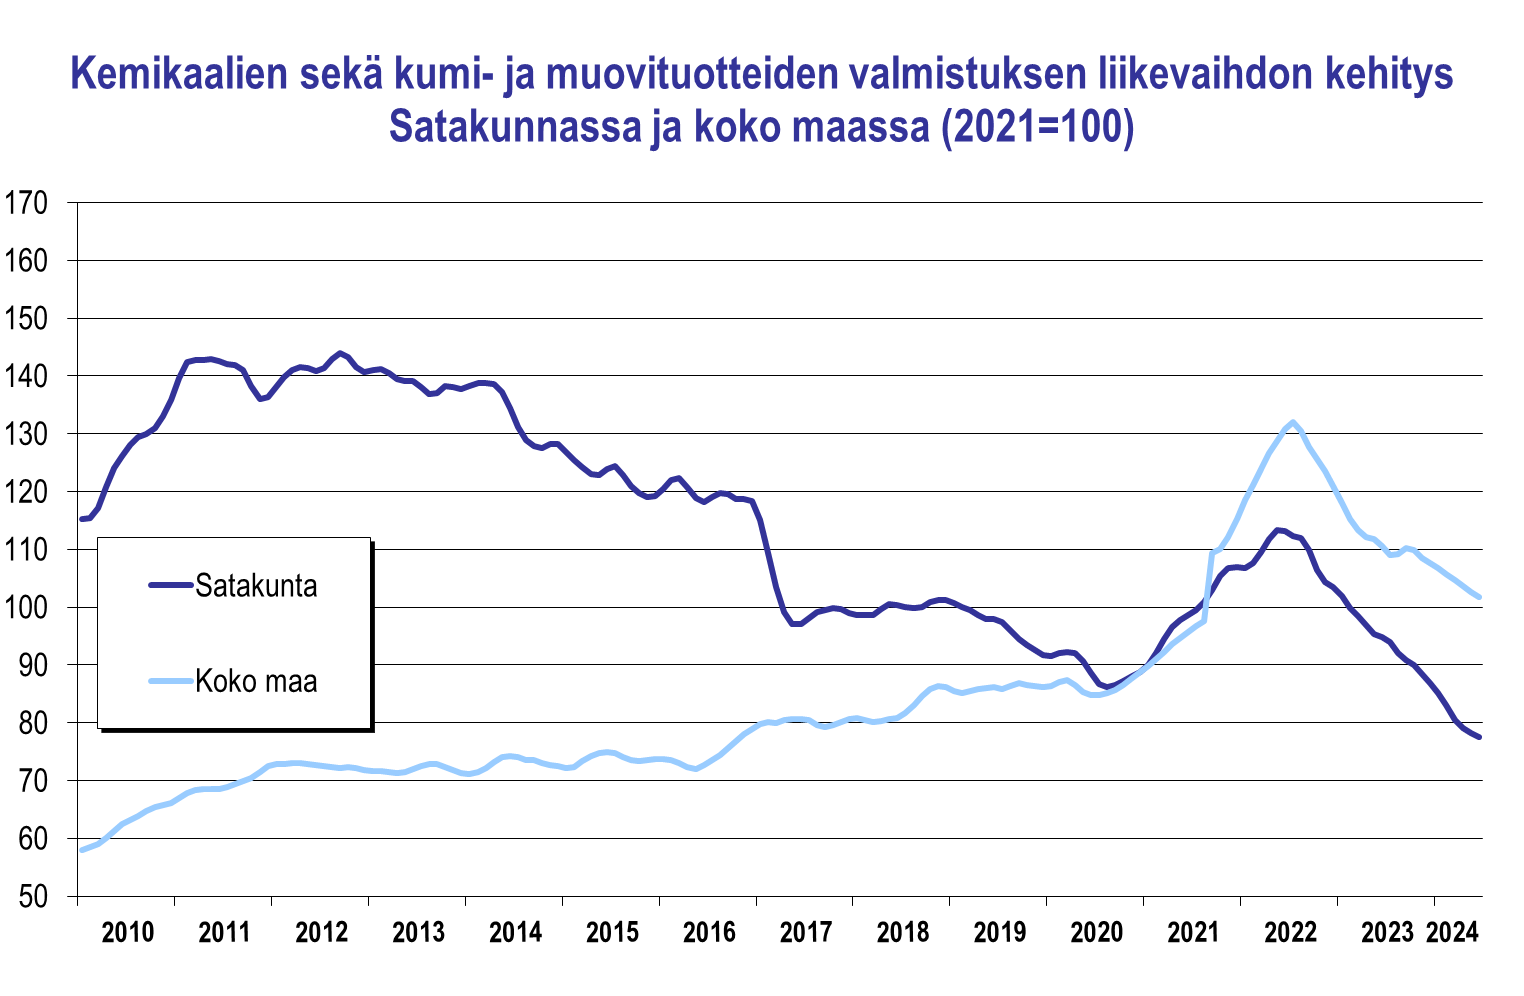 Kemikaalien sekä kumi- ja muovituotteiden valmistuksen liikevaihdon kehitys
Satakunnassa ja koko maassa (2021=100)
170
160
150
140
130
120
110
100
90
80
70
60
50
Satakunta
Koko maa
2010 2011 2012 2013 2014 2015 2016 2017 2018 2019 2020 2021 2022 2023 2024